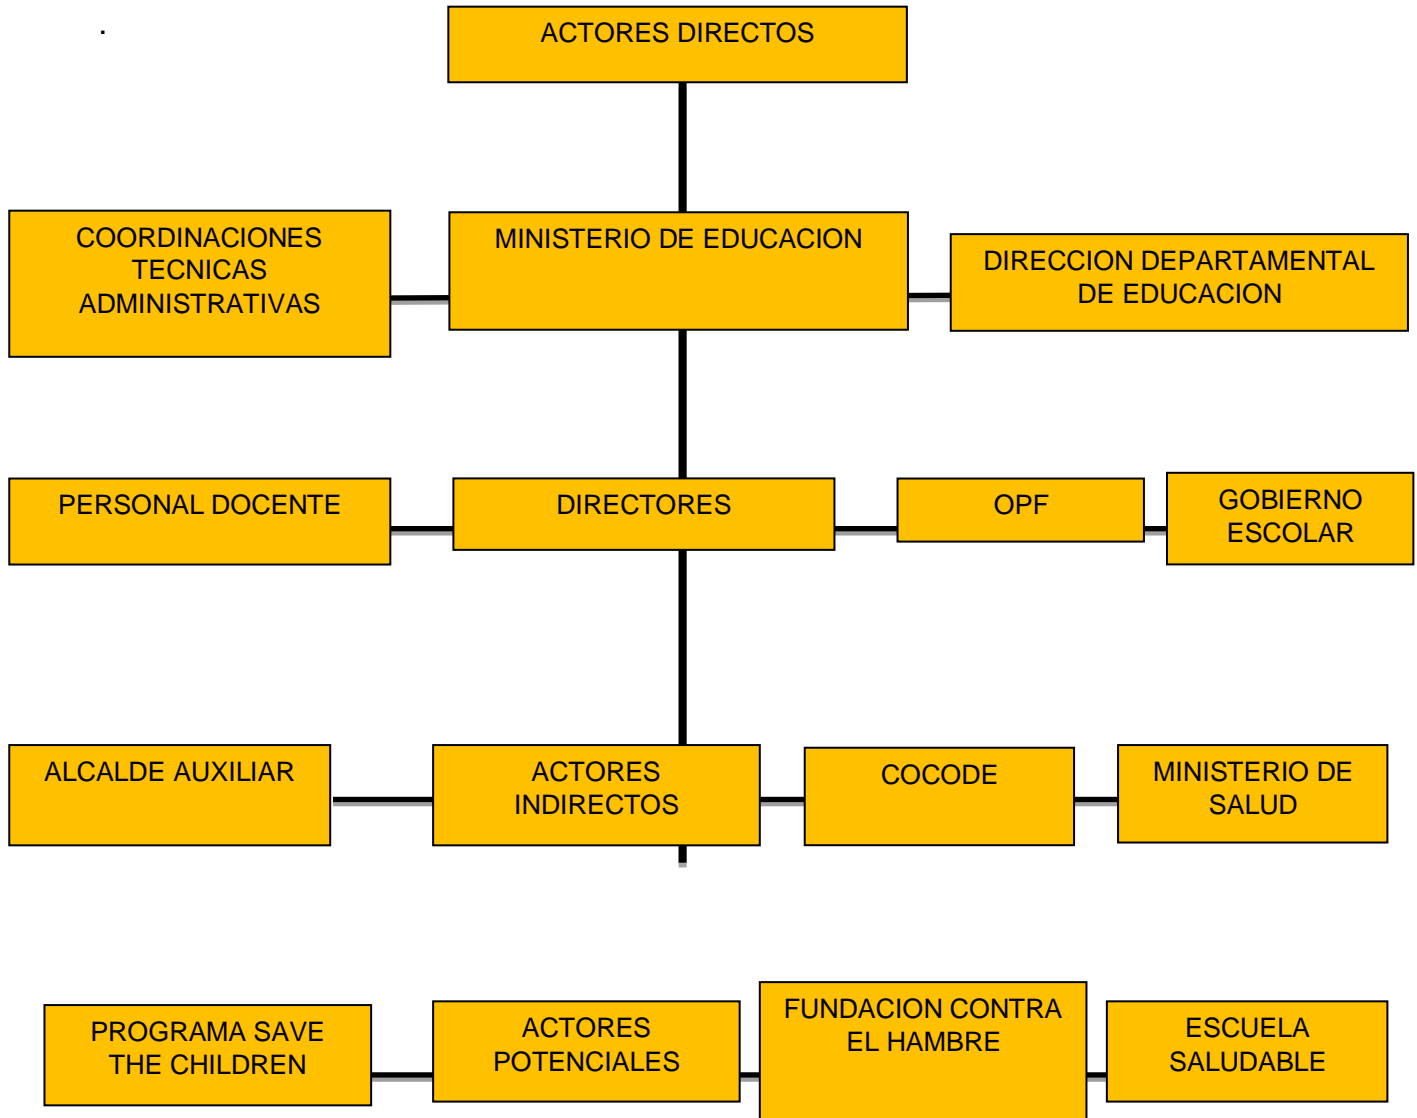 .
ACTORES DIRECTOS
COORDINACIONES
TECNICAS
ADMINISTRATIVAS
MINISTERIO DE EDUCACION
DIRECCION DEPARTAMENTAL
DE EDUCACION
PERSONAL DOCENTE
DIRECTORES
OPF
GOBIERNO
ESCOLAR
ALCALDE AUXILIAR
ACTORES
INDIRECTOS
COCODE
MINISTERIO DE
SALUD
PROGRAMA SAVE
THE CHILDREN
ACTORES
POTENCIALES
FUNDACION CONTRA
EL HAMBRE
ESCUELA
SALUDABLE